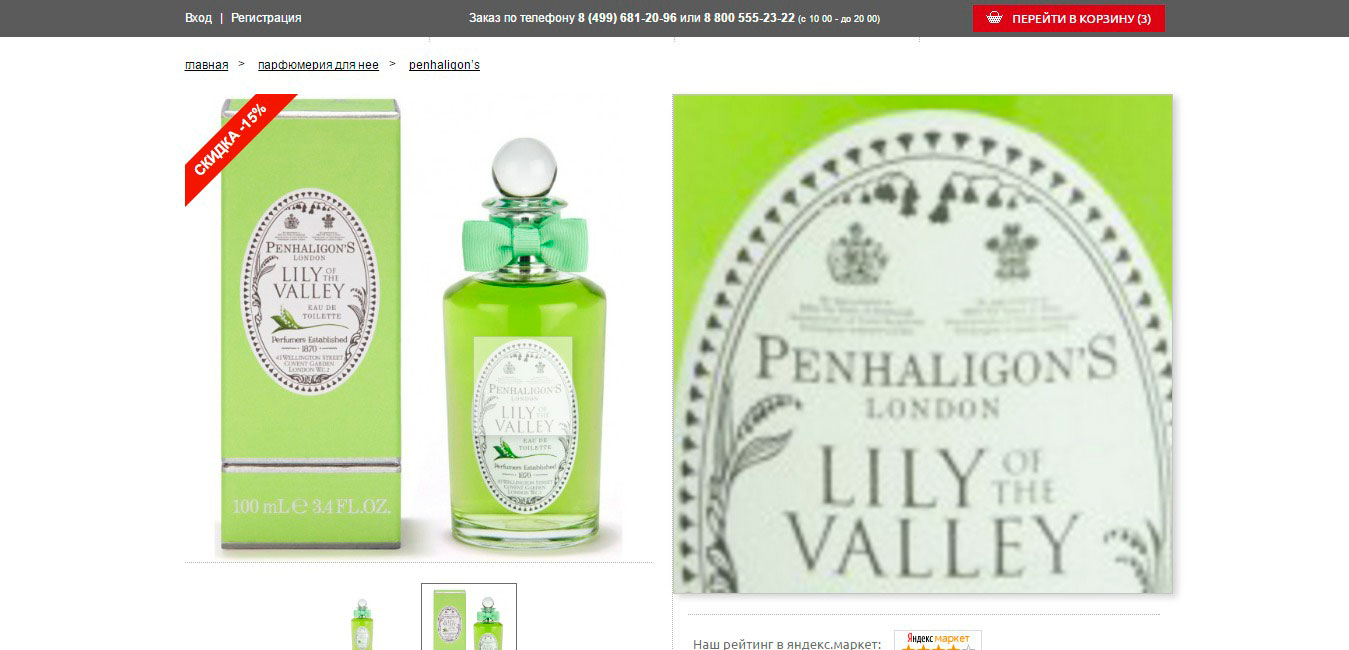 Вход | Регистрация
Заказ по телефону 8 (499) 681-20-96 или 8 800 555-23-22 (с 10 00 - до 20 00)
ПЕРЕЙТИ В КОРЗИНУ (3)
главная > парфюмерия для нее > penhaligon's
СКИДКА -15%
PENHALIGON'S
LONDON
LILY OF THE
VALLEY
EAU DE
TOILETTE
Perfumers Established
1870
41 WELLINGTON STREET
COVENT GARDEN
LONDON W.C.2
100 mL ℮ 3.4 FL.OZ.
PENHALIGON'S
LONDON
LILY OF THE
VALLEY
EAU DE
TOILETTE
Perfumers Established
1870
41 WELLINGTON STREET
COVENT GARDEN
LONDON W.C.2
PENHALIGON'S
LONDON
LILY OF THE
VALLEY
Наш рейтинг в яндекс.маркет:
Яндекс маркет